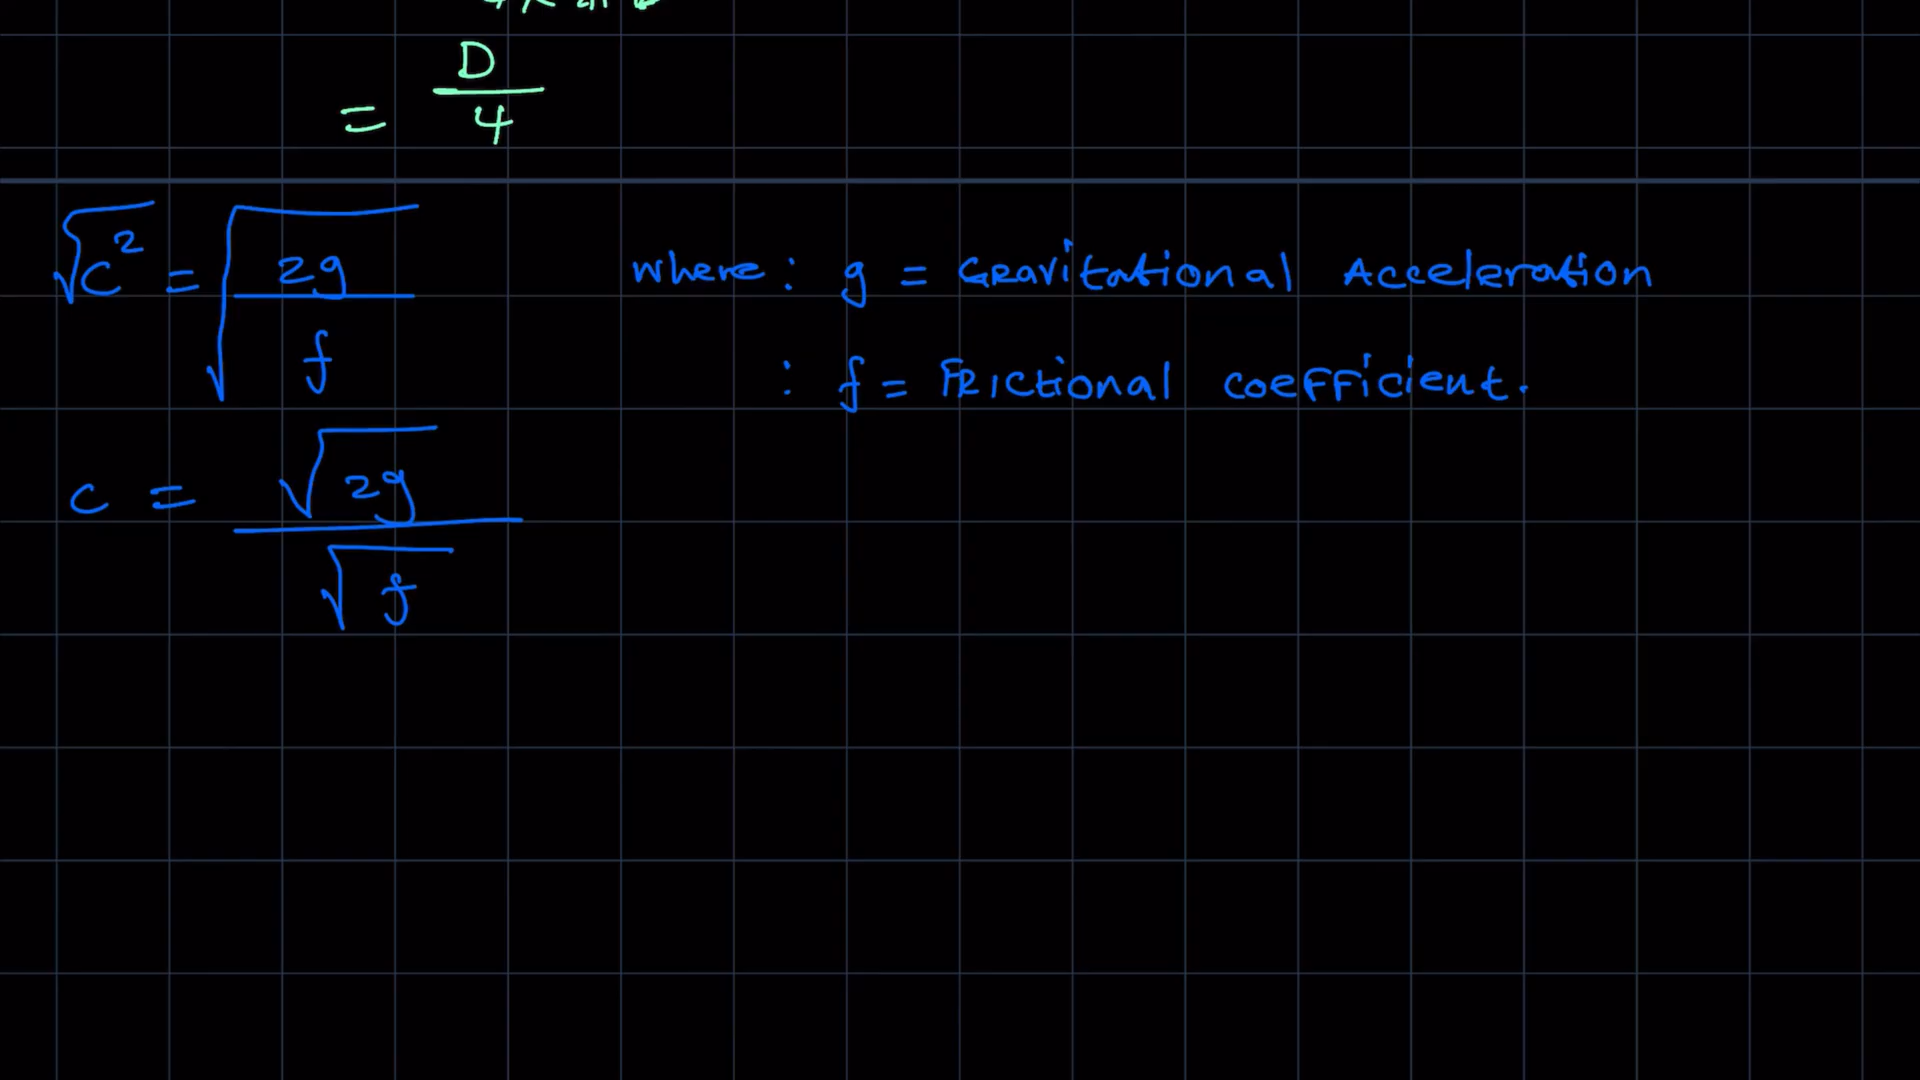 = D/4
√c² = √(2g/f) where : g = Gravitational Acceleration
: f = Frictional coefficient.
c = √2g / √f